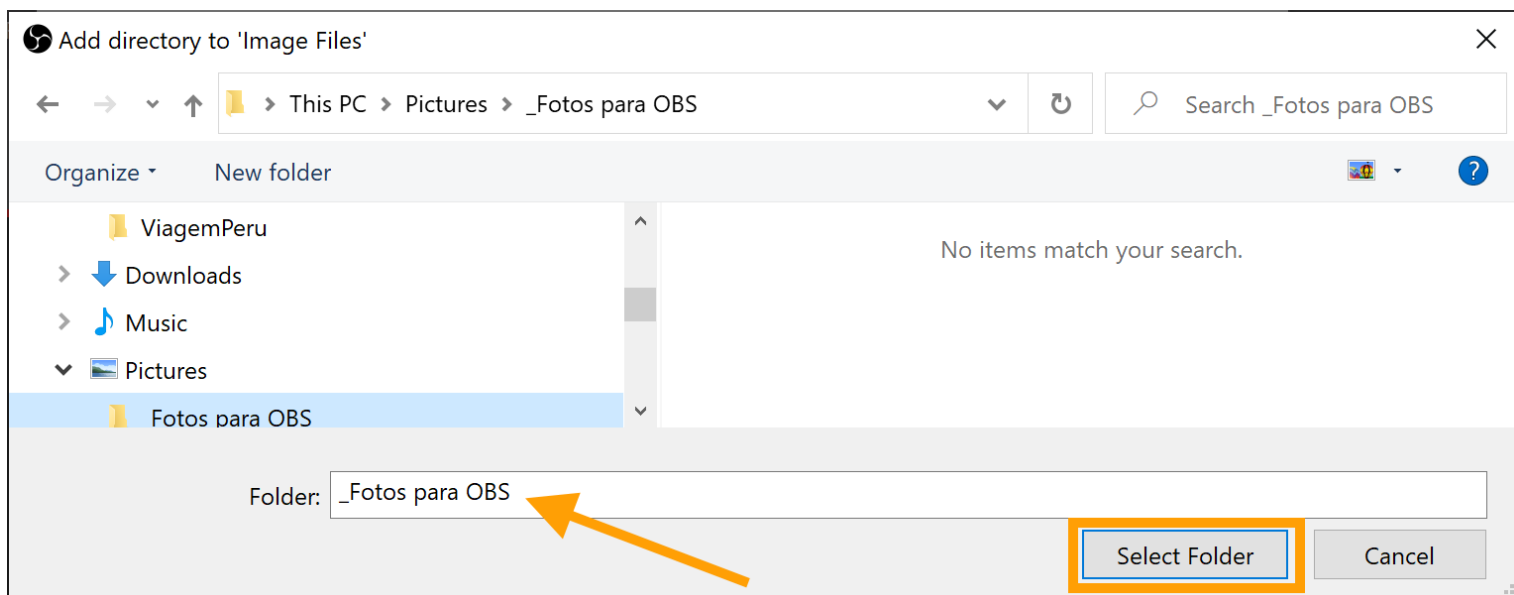 Add directory to 'Image Files'
This PC > Pictures > _Fotos para OBS
Search _Fotos para OBS
Organize
New folder
?
ViagemPeru
No items match your search.
Downloads
Music
Pictures
_Fotos para OBS
Folder: _Fotos para OBS
Select Folder
Cancel